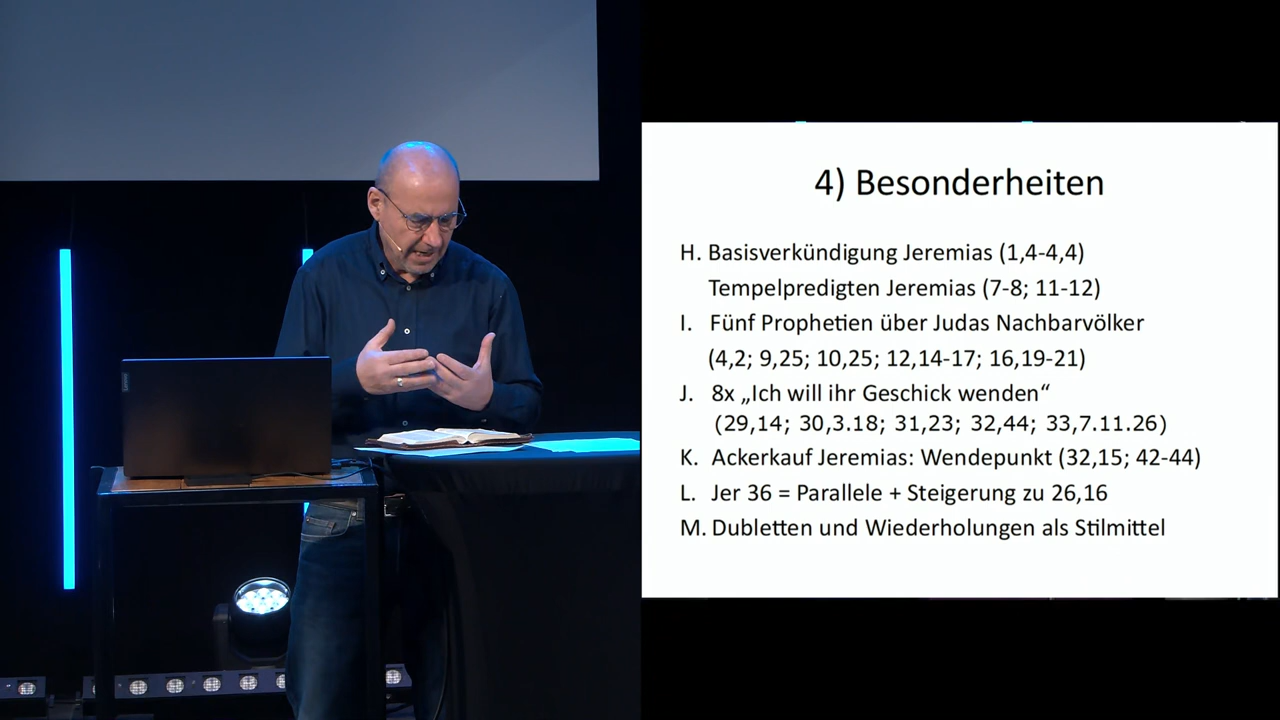 Lenovo
4) Besonderheiten
H. Basisverkündigung Jeremias (1,4-4,4)
Tempelpredigten Jeremias (7-8; 11-12)
I. Fünf Prophetien über Judas Nachbarvölker
(4,2; 9,25; 10,25; 12,14-17; 16,19-21)
J. 8x „Ich will ihr Geschick wenden“
(29,14; 30,3.18; 31,23; 32,44; 33,7.11.26)
K. Ackerkauf Jeremias: Wendepunkt (32,15; 42-44)
L. Jer 36 = Parallele + Steigerung zu 26,16
M. Dubletten und Wiederholungen als Stilmittel